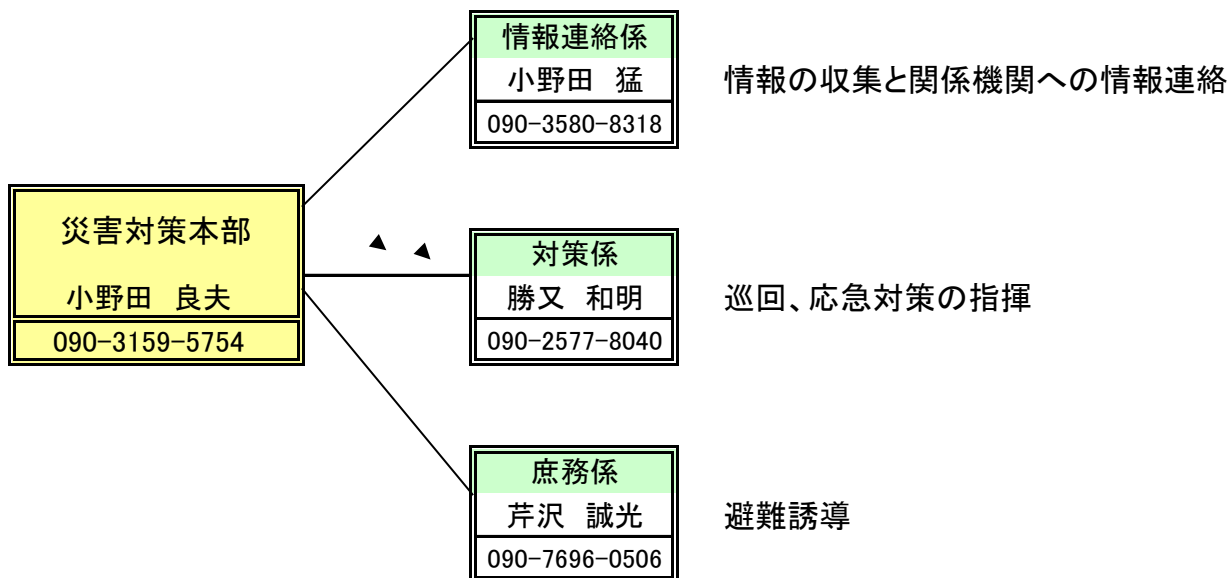 情報連絡係
小野田　猛
090-3580-8318
情報の収集と関係機関への情報連絡
災害対策本部
小野田　良夫
090-3159-5754
対策係
勝又　和明
090-2577-8040
巡回、応急対策の指揮
庶務係
芹沢　誠光
090-7696-0506
避難誘導